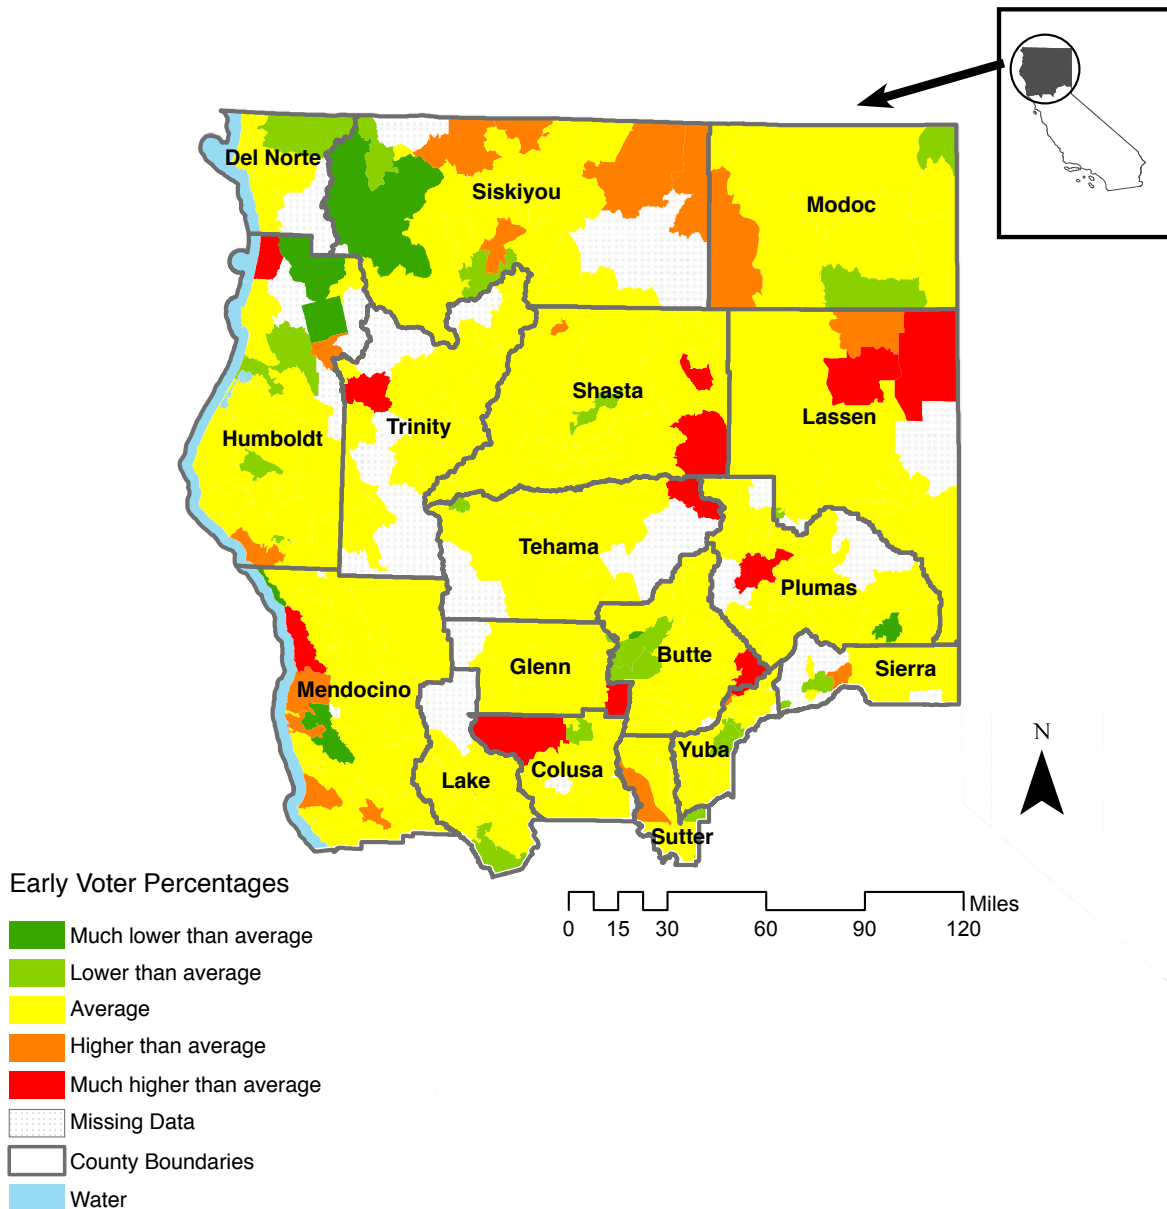 Del Norte
Siskiyou
Modoc
Shasta
Lassen
Trinity
Humboldt
Tehama
Plumas
Butte
Glenn
Sierra
Mendocino
Yuba
Colusa
Lake
Sutter
N
Early Voter Percentages
Much lower than average
Lower than average
Average
Higher than average
Much higher than average
Missing Data
County Boundaries
Water
Miles
0 15 30 60 90 120